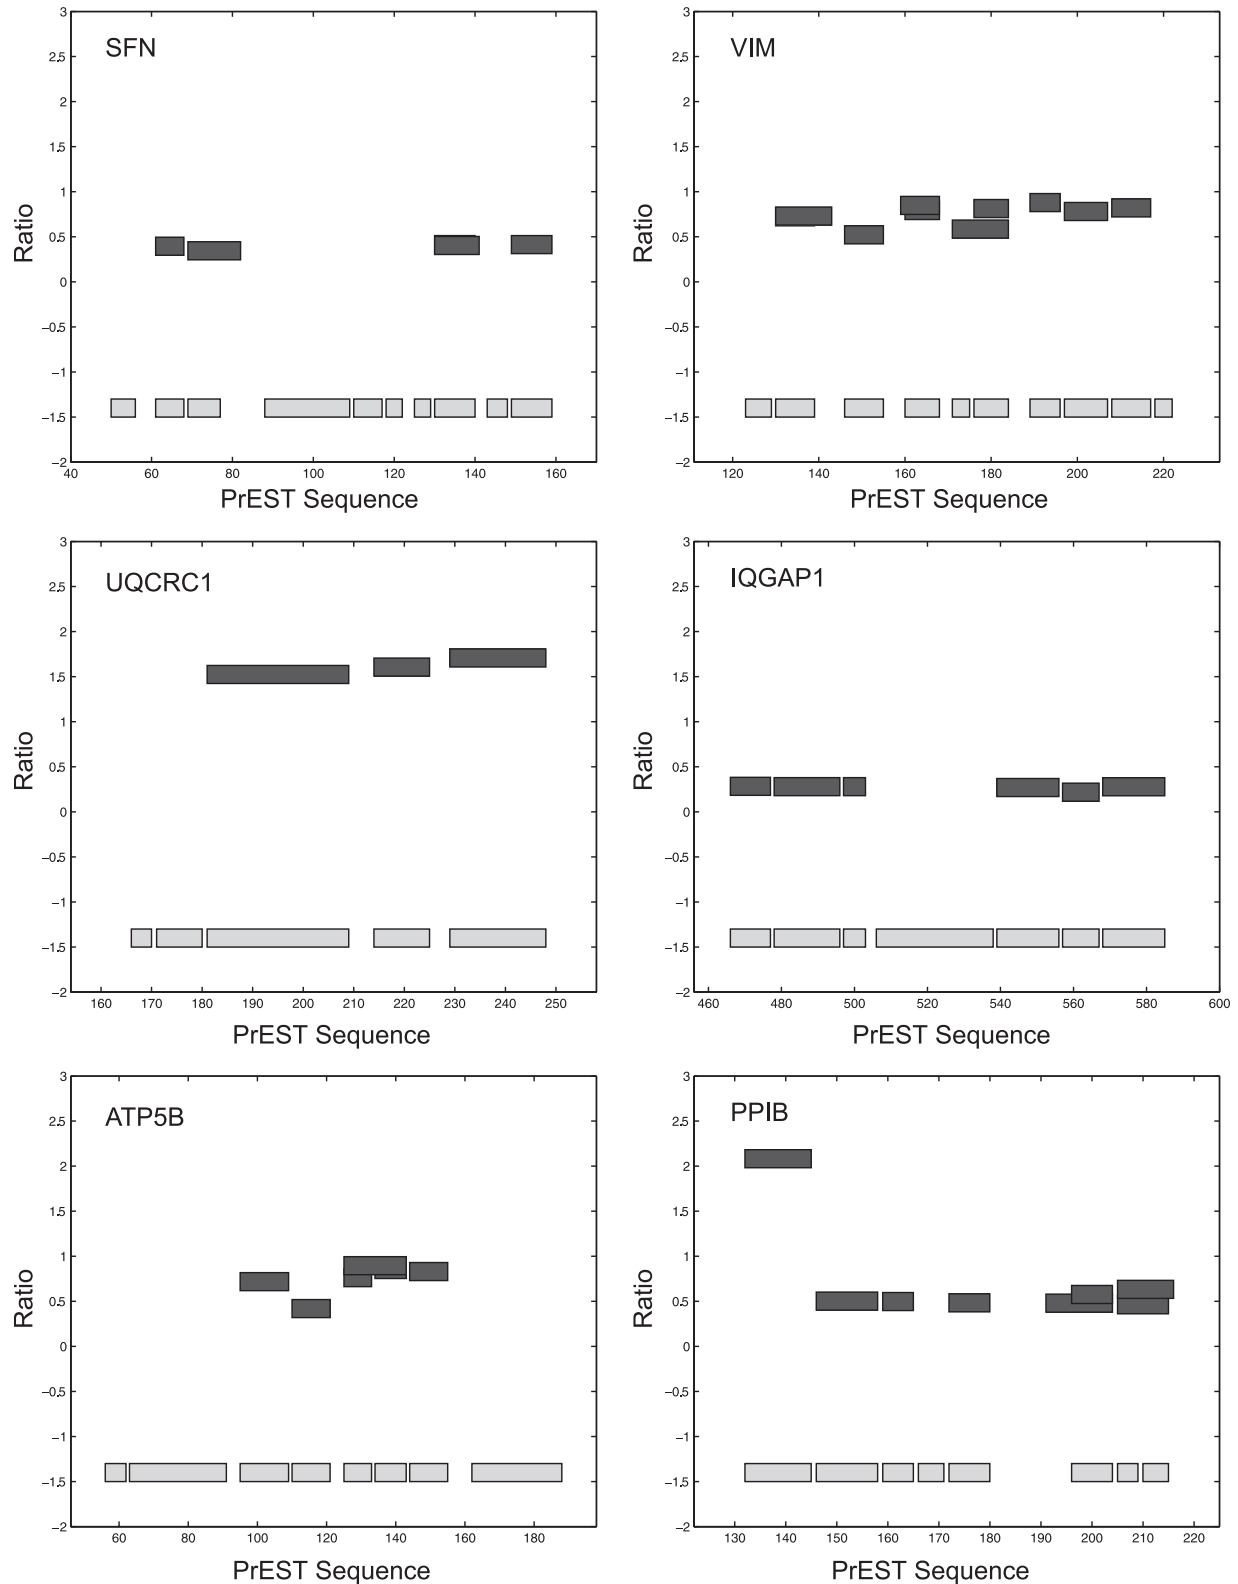 SFN
3
2.5
2
1.5
1
0.5
0
−0.5
−1
−1.5
−2
Ratio
40 60 80 100 120 140 160
PrEST Sequence
VIM
3
2.5
2
1.5
1
0.5
0
−0.5
−1
−1.5
−2
Ratio
120 140 160 180 200 220
PrEST Sequence
UQCRC1
3
2.5
2
1.5
1
0.5
0
−0.5
−1
−1.5
−2
Ratio
160 170 180 190 200 210 220 230 240 250
PrEST Sequence
IQGAP1
3
2.5
2
1.5
1
0.5
0
−0.5
−1
−1.5
−2
Ratio
460 480 500 520 540 560 580 600
PrEST Sequence
ATP5B
3
2.5
2
1.5
1
0.5
0
−0.5
−1
−1.5
−2
Ratio
60 80 100 120 140 160 180
PrEST Sequence
PPIB
3
2.5
2
1.5
1
0.5
0
−0.5
−1
−1.5
−2
Ratio
130 140 150 160 170 180 190 200 210 220
PrEST Sequence